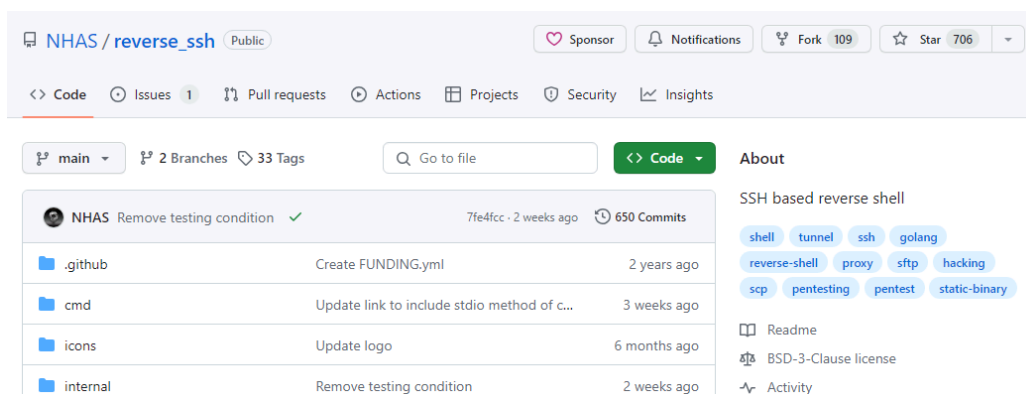 NHAS / reverse_ssh Public
Sponsor Notifications Fork 109 Star 706
Code Issues 1 Pull requests Actions Projects Security Insights
main 2 Branches 33 Tags Go to file Code
NHAS Remove testing condition 7fe4fcc · 2 weeks ago 650 Commits
.github Create FUNDING.yml 2 years ago
cmd Update link to include stdio method of c... 3 weeks ago
icons Update logo 6 months ago
internal Remove testing condition 2 weeks ago
About
SSH based reverse shell
shell tunnel ssh golang
reverse-shell proxy sftp hacking
scp pentesting pentest static-binary
Readme
BSD-3-Clause license
Activity